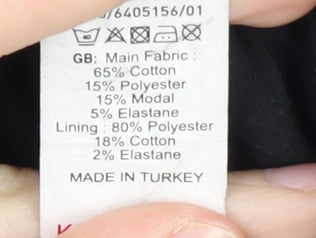 /6405156/01
40
GB: Main Fabric :
65% Cotton
15% Polyester
15% Modal
5% Elastane
Lining : 80% Polyester
18% Cotton
2% Elastane
MADE IN TURKEY